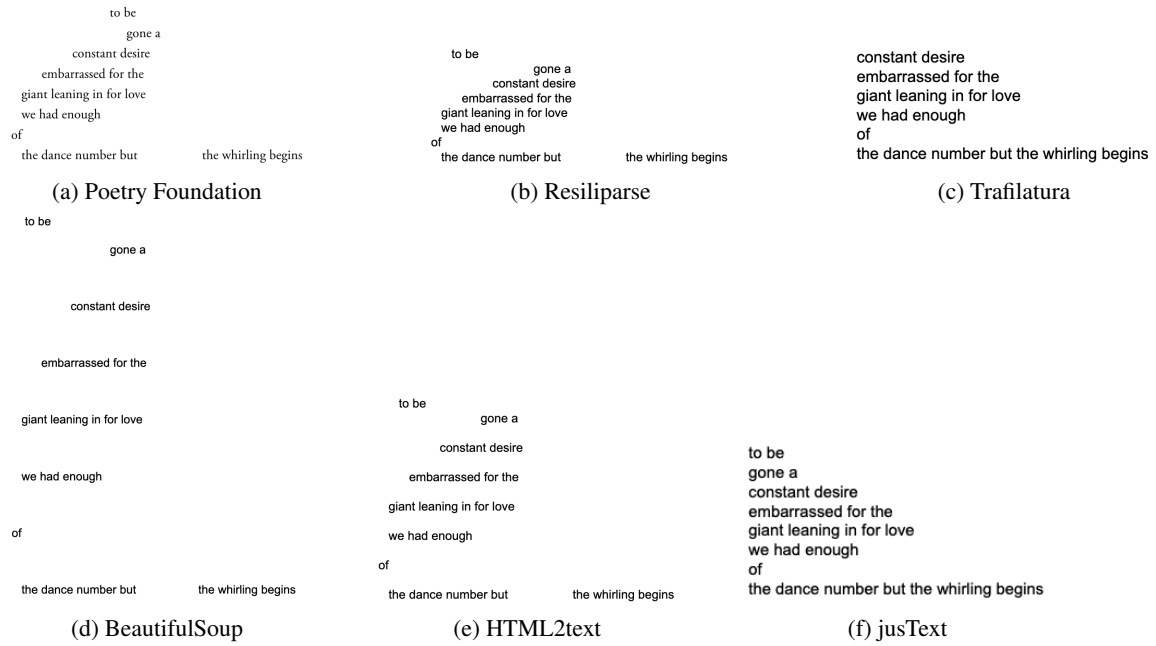 to be
gone a
constant desire
embarrassed for the
giant leaning in for love
we had enough
of
the dance number but the whirling begins
(a) Poetry Foundation
to be
gone a
constant desire
embarrassed for the
giant leaning in for love
we had enough
of
the dance number but the whirling begins
(b) Resiliparse
constant desire
embarrassed for the
giant leaning in for love
we had enough
of
the dance number but the whirling begins
(c) Trafilatura
to be
gone a
constant desire
embarrassed for the
giant leaning in for love
we had enough
of
the dance number but the whirling begins
(d) BeautifulSoup
to be
gone a
constant desire
embarrassed for the
giant leaning in for love
we had enough
of
the dance number but the whirling begins
(e) HTML2text
to be
gone a
constant desire
embarrassed for the
giant leaning in for love
we had enough
of
the dance number but the whirling begins
(f) jusText